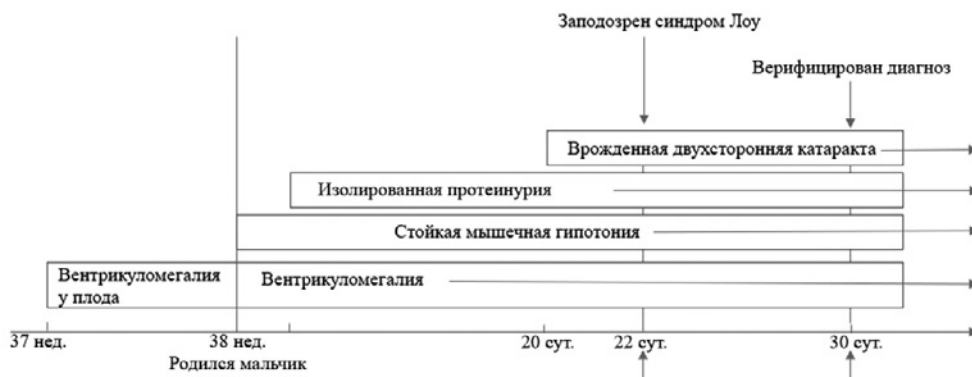 Заподозрен синдром Лоу
Верифицирован диагноз
Врожденная двухсторонняя катаракта
Изолированная протеинурия
Стойкая мышечная гипотония
Вентрикуломегалия
у плода
Вентрикуломегалия
37 нед.
38 нед.
20 сут.
22 сут.
30 сут.
Родился мальчик